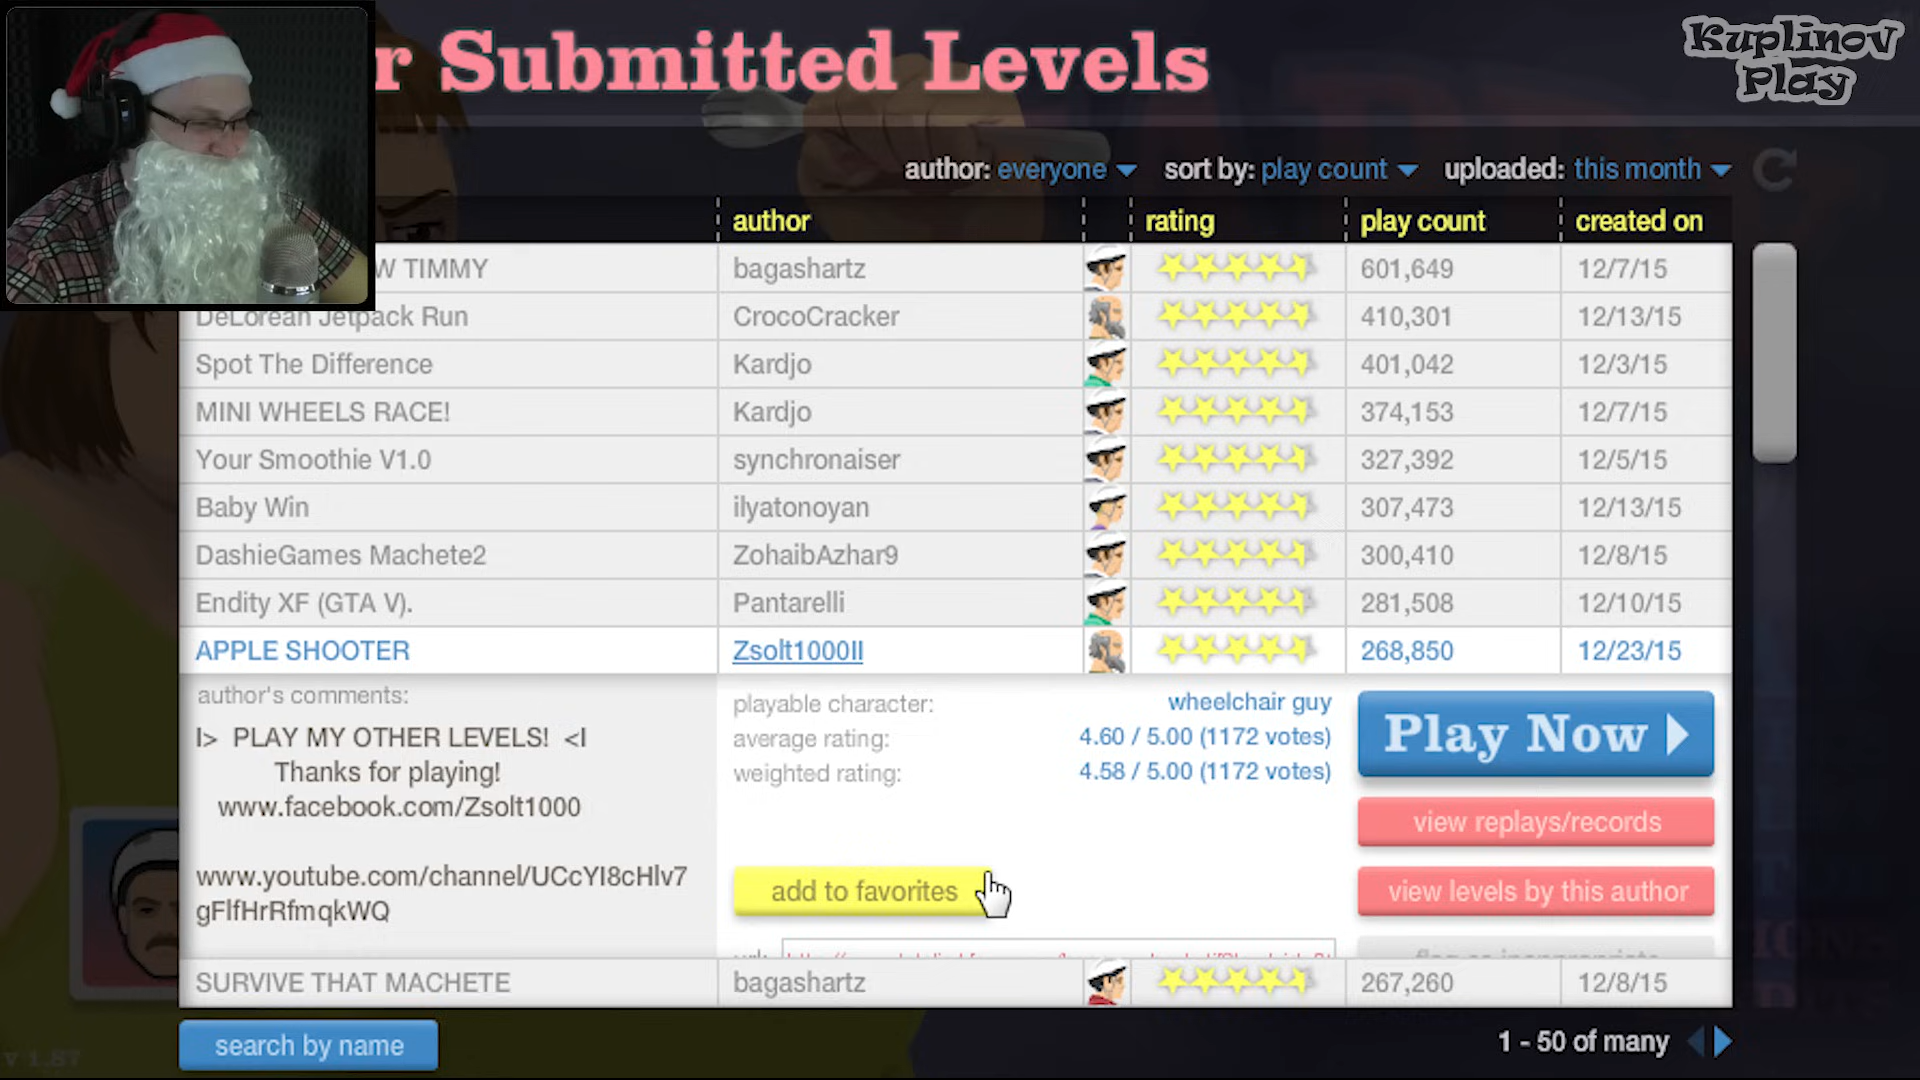 Kuplinov
Play
r Submitted Levels
author: everyone sort by: play count uploaded: this month
author rating play count created on
W TIMMY bagashartz 601,649 12/7/15
DeLorean Jetpack Run CrocoCracker 410,301 12/13/15
Spot The Difference Kardjo 401,042 12/3/15
MINI WHEELS RACE! Kardjo 374,153 12/7/15
Your Smoothie V1.0 synchronaiser 327,392 12/5/15
Baby Win ilyatonoyan 307,473 12/13/15
DashieGames Machete2 ZohaibAzhar9 300,410 12/8/15
Endity XF (GTA V). Pantarelli 281,508 12/10/15
APPLE SHOOTER Zsolt1000II 268,850 12/23/15
author's comments:
I> PLAY MY OTHER LEVELS! <I
Thanks for playing!
www.facebook.com/Zsolt1000
www.youtube.com/channel/UCcYI8cHlv7
gFlfHrRfmqkWQ
playable character: wheelchair guy
average rating: 4.60 / 5.00 (1172 votes)
weighted rating: 4.58 / 5.00 (1172 votes)
add to favorites
Play Now
view replays/records
view levels by this author
SURVIVE THAT MACHETE bagashartz 267,260 12/8/15
search by name
1 - 50 of many
v 1.87